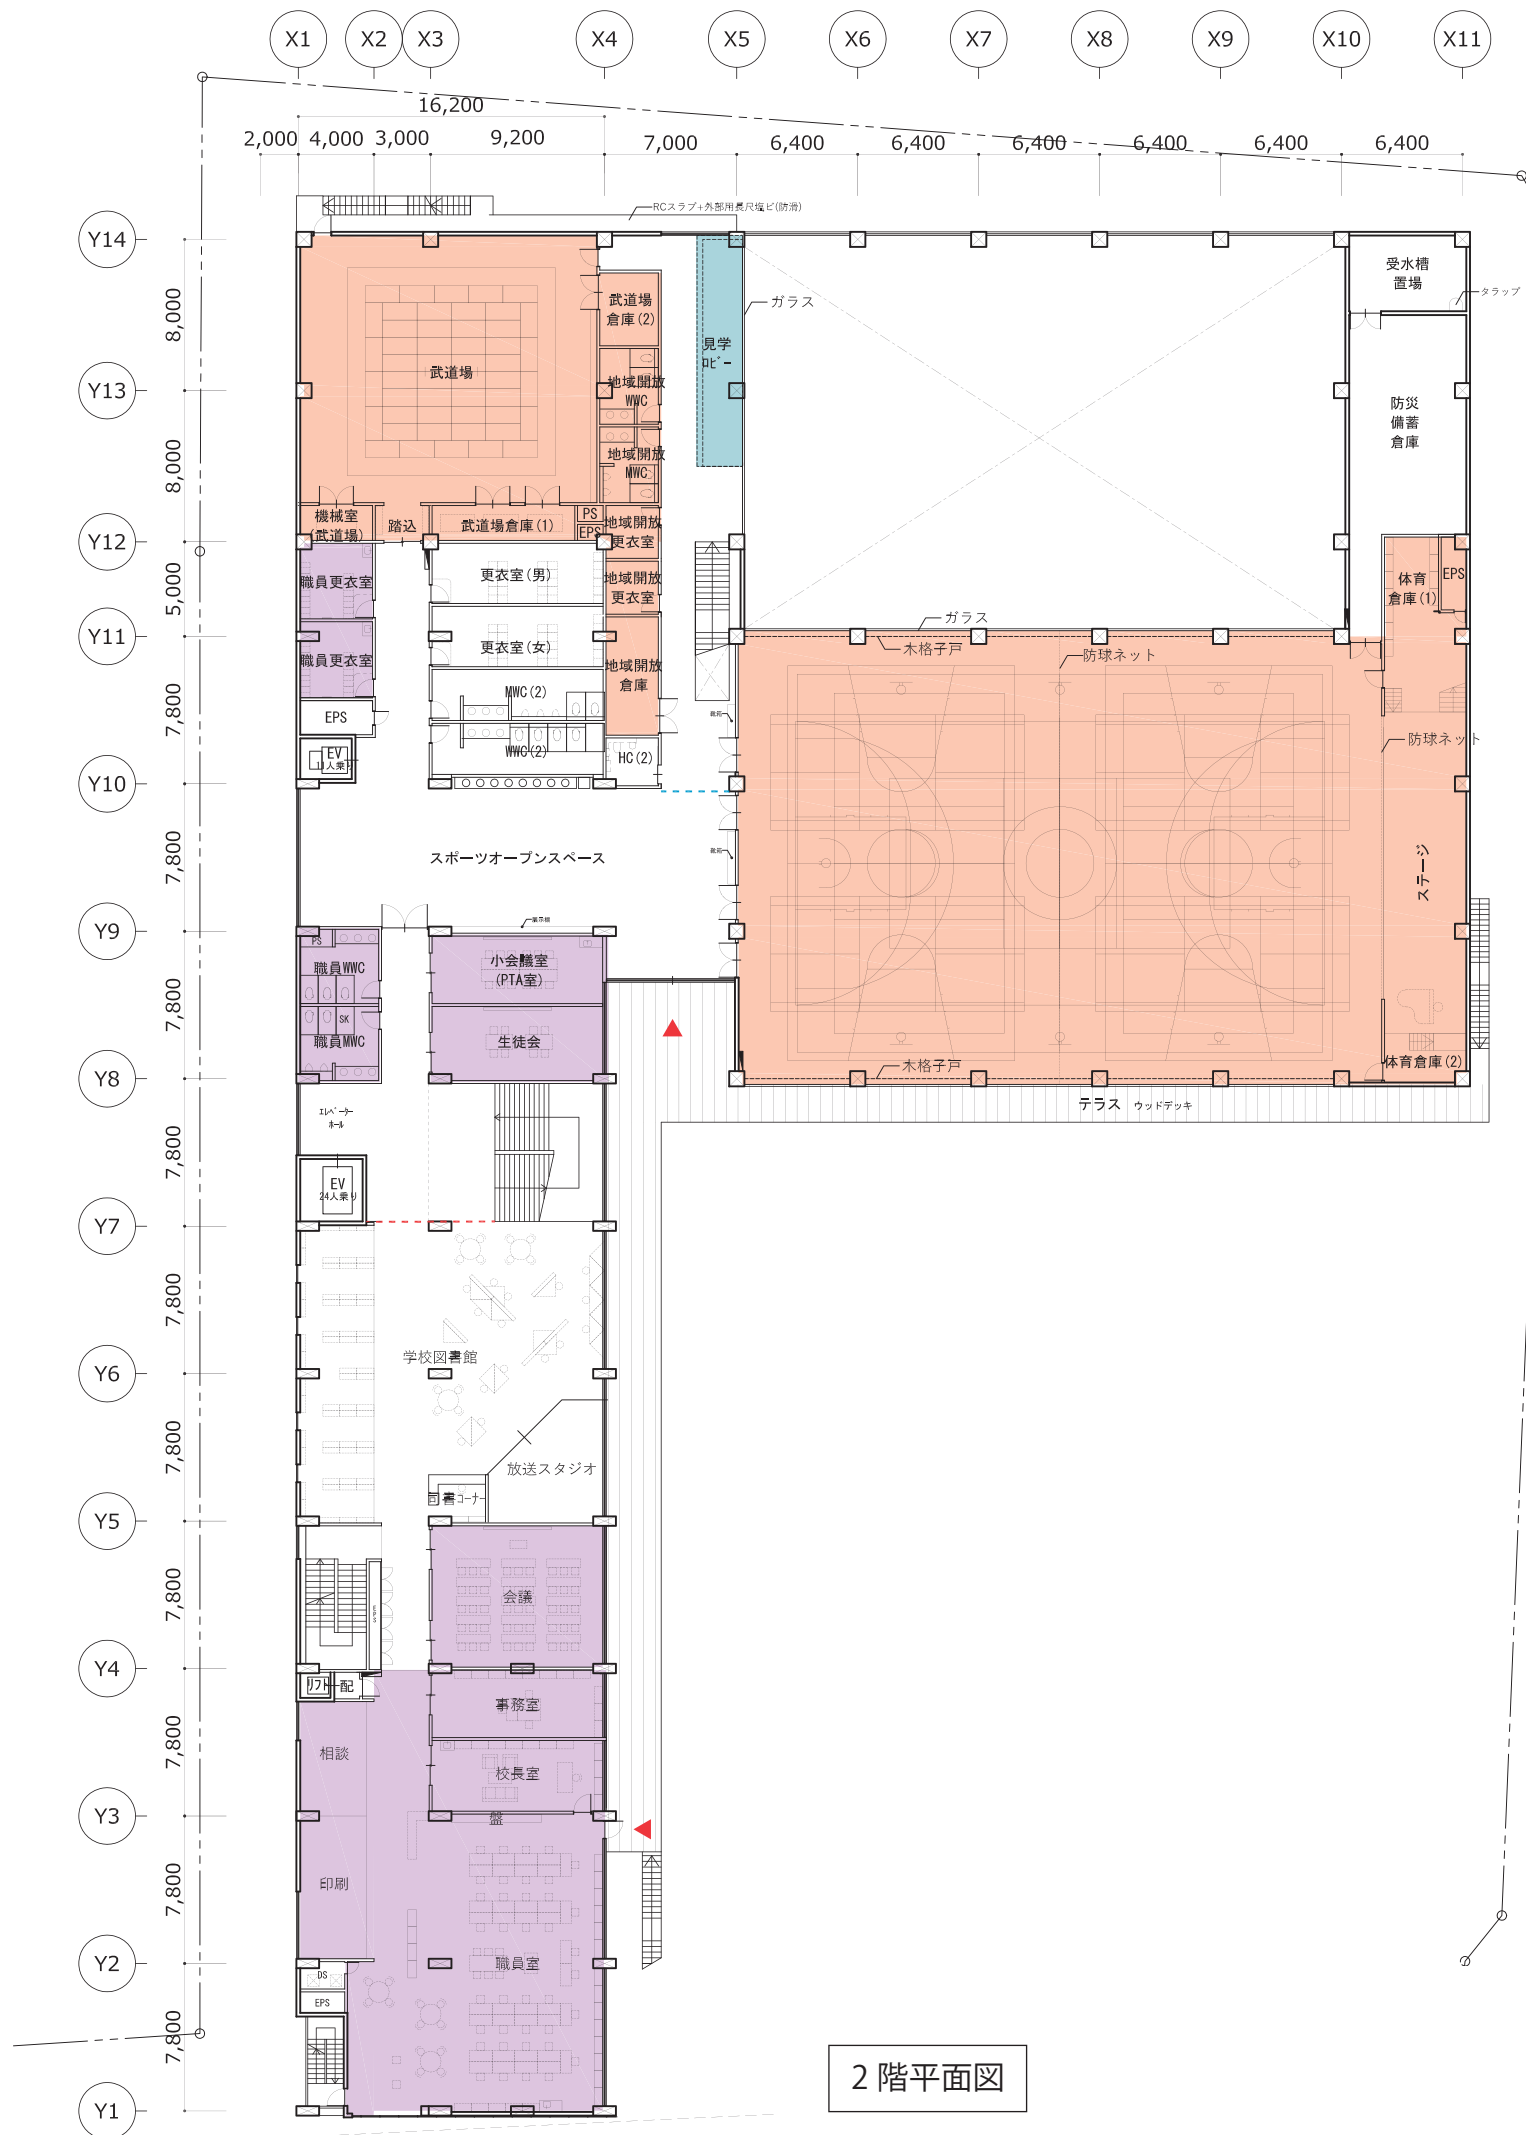 X1 X2 X3 X4 X5 X6 X7 X8 X9 X10 X11
16,200
2,000 4,000 3,000 9,200 7,000 6,400 6,400 6,400 6,400 6,400 6,400
RCスラブ+外部用長尺塩ビ(防滑)
Y14
受水槽
置場
タラップ
8,000
武道場
倉庫(2)
ガラス
見学
ロビー
武道場
Y13
地域開放
WWC
防災
備蓄
倉庫
8,000
地域開放
MWC
機械室
(武道場)
踏込
武道場倉庫(1)
PS
EPS
地域開放
更衣室
Y12
職員更衣室
更衣室(男)
地域開放
更衣室
体育
倉庫(1)
EPS
5,000
ガラス
Y11
職員更衣室
更衣室(女)
地域開放
倉庫
木格子戸
防球ネット
7,800
EPS
MWC(2)
防球ネット
EV
11人乗り
WWC(2)
HC(2)
Y10
7,800
スポーツオープンスペース
ステージ
Y9
展示棚
PS
職員WWC
小会議室
(PTA室)
7,800
SK
職員MWC
生徒会
木格子戸
体育倉庫(2)
Y8
テラス ウッドデッキ
エレベーター
ホール
7,800
EV
24人乗り
Y7
7,800
学校図書館
Y6
7,800
放送スタジオ
司書コーナー
Y5
7,800
会議
EPS
Y4
リフト
配
事務室
7,800
相談
校長室
Y3
盤
7,800
印刷
Y2
職員室
DS
EPS
7,800
Y1
2階平面図